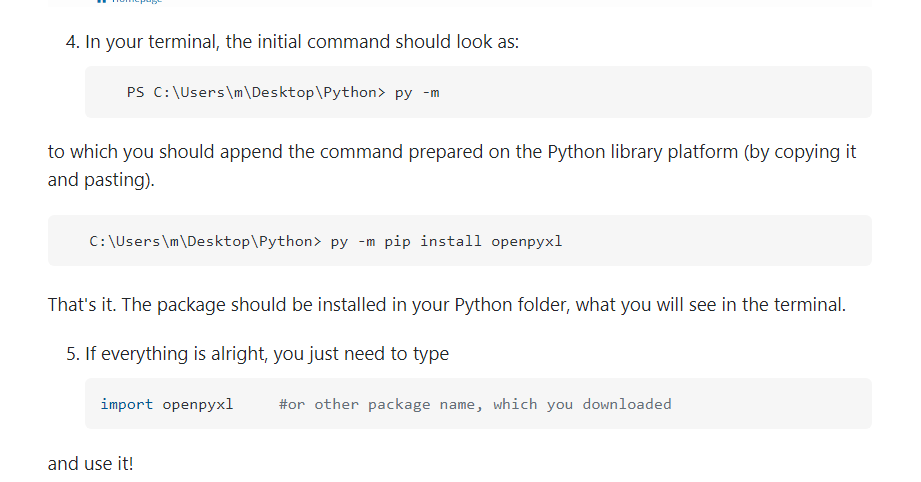 Homepage
4. In your terminal, the initial command should look as:
PS C:\Users\m\Desktop\Python> py -m
to which you should append the command prepared on the Python library platform (by copying it
and pasting).
C:\Users\m\Desktop\Python> py -m pip install openpyxl
That's it. The package should be installed in your Python folder, what you will see in the terminal.
5. If everything is alright, you just need to type
import openpyxl     #or other package name, which you downloaded
and use it!